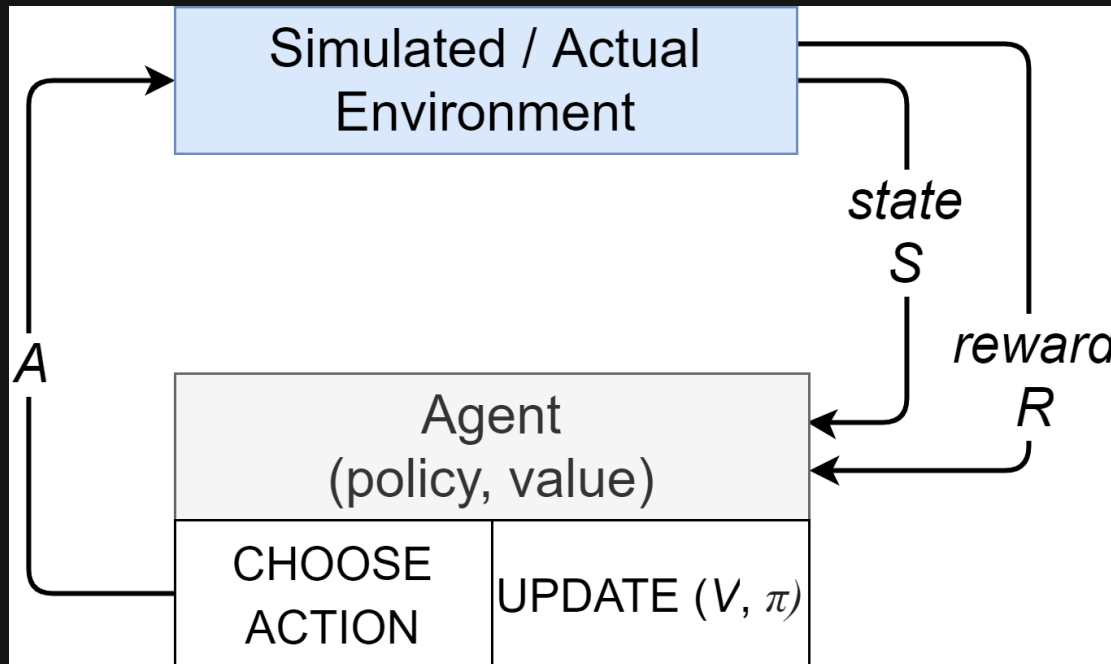 Simulated / Actual
Environment
state
S
reward
R
A
Agent
(policy, value)
CHOOSE
ACTION
UPDATE (V, π)